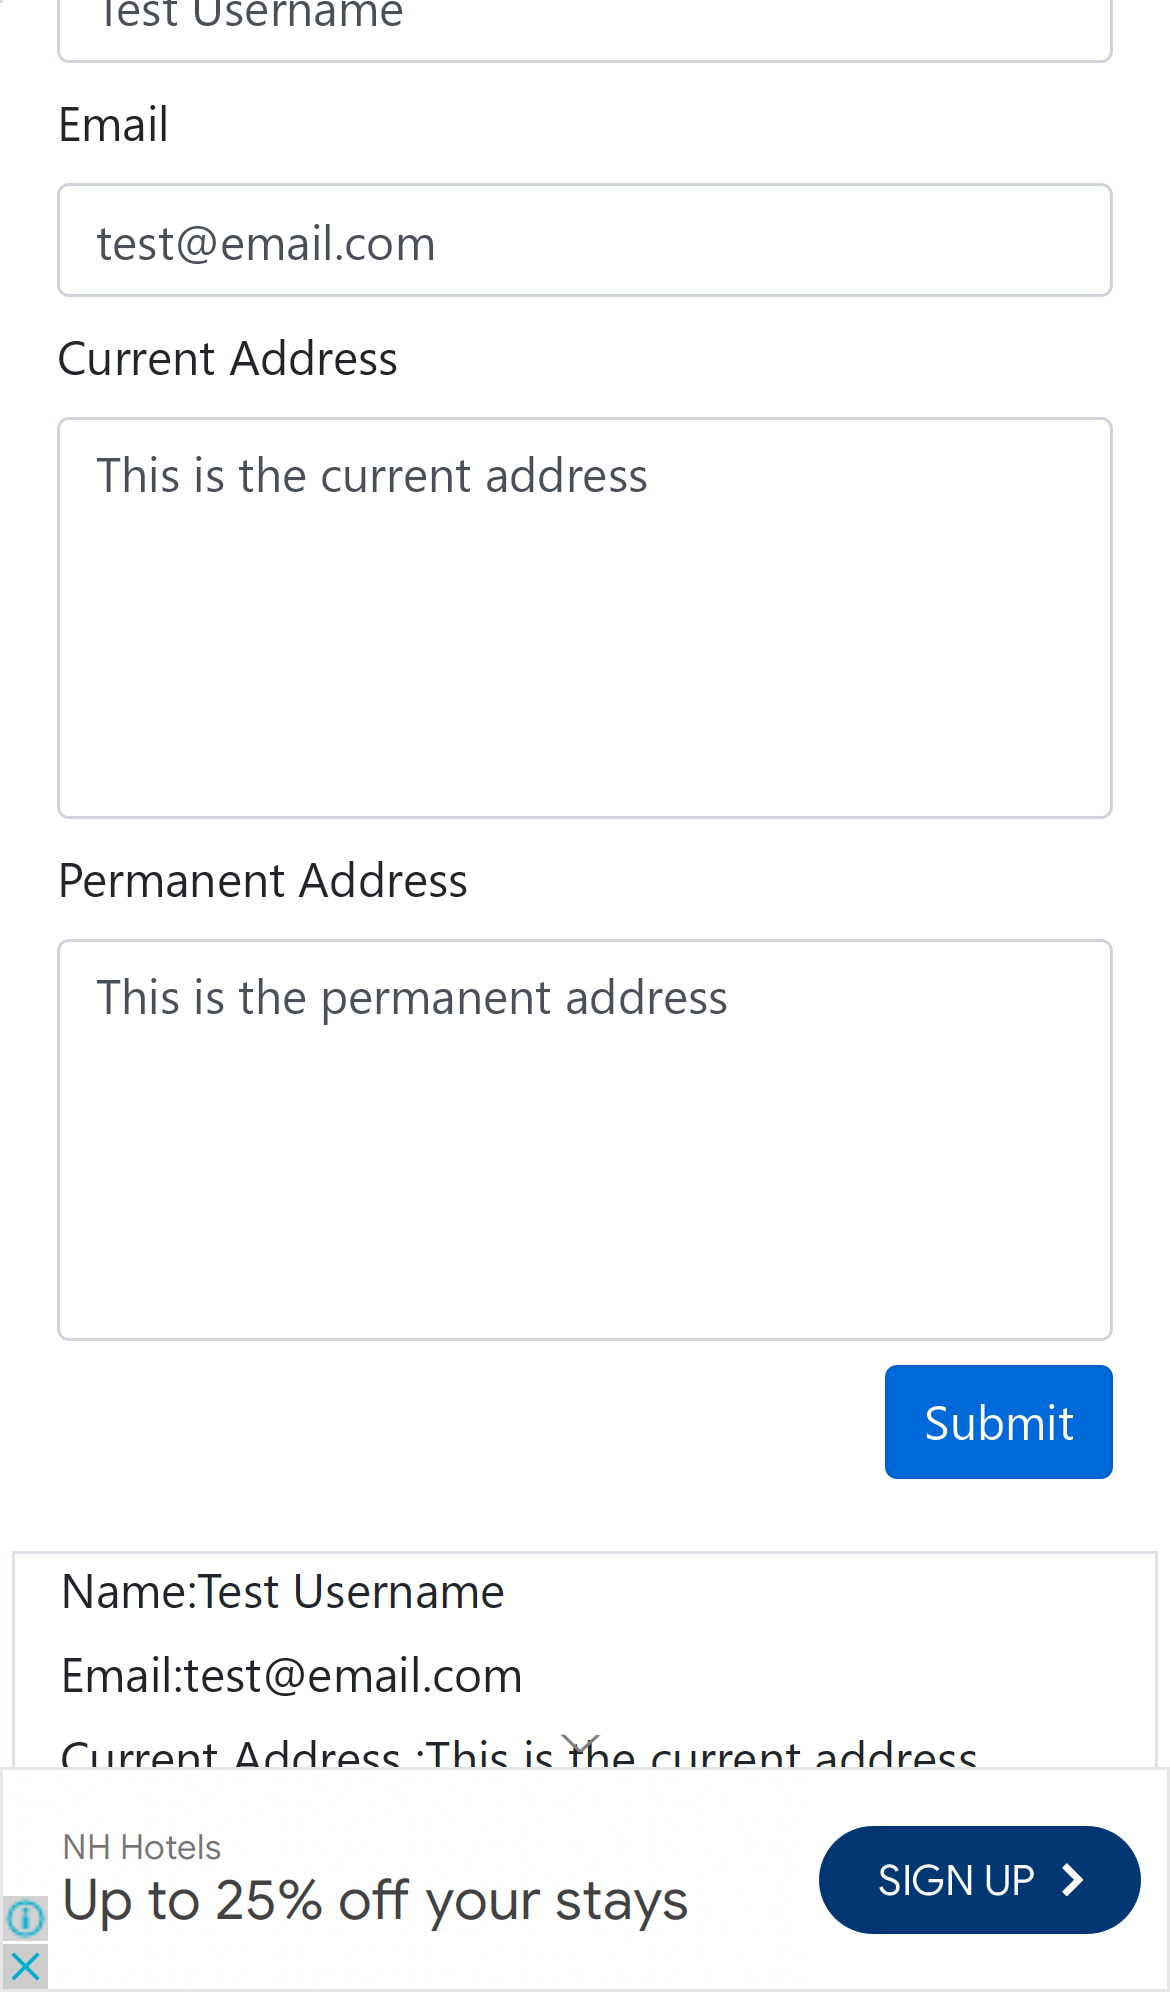 Test Username
Email
test@email.com
Current Address
This is the current address
Permanent Address
This is the permanent address
Submit
Name:Test Username
Email:test@email.com
Current Address :This is the current address
NH Hotels
Up to 25% off your stays
SIGN UP